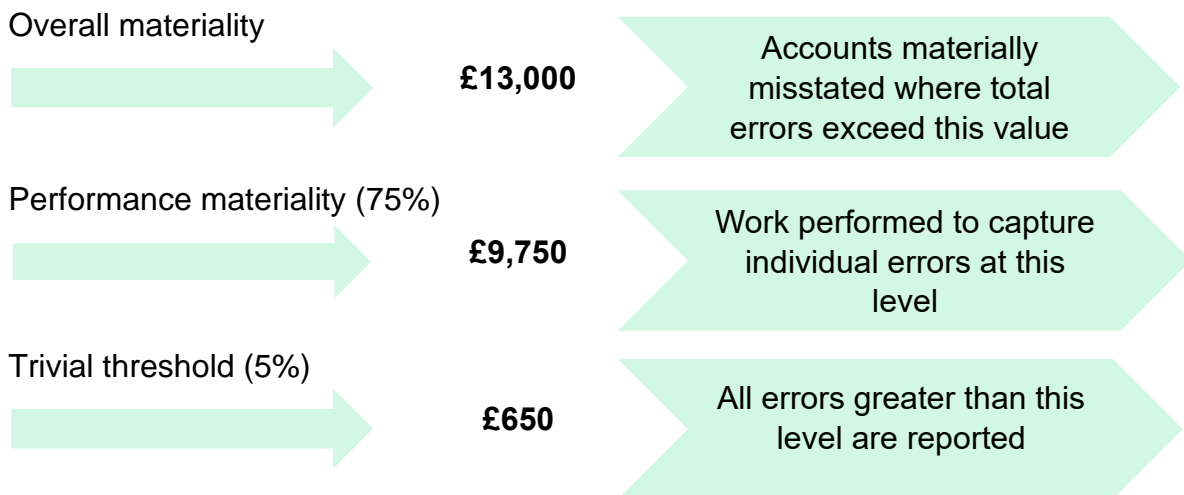 Overall materiality
£13,000
Accounts materially
misstated where total
errors exceed this value
Performance materiality (75%)
£9,750
Work performed to capture
individual errors at this
level
Trivial threshold (5%)
£650
All errors greater than this
level are reported